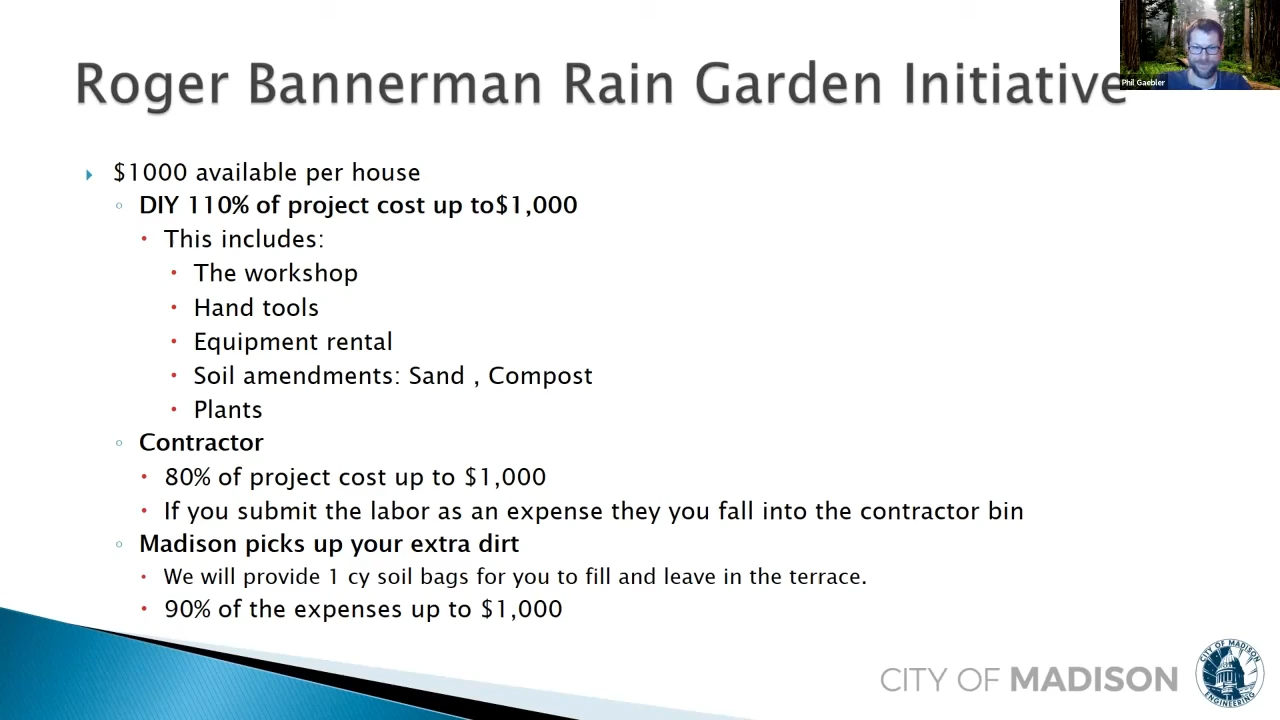 Roger Bannerman Rain Garden Initiative
Phil Gaebler
$1000 available per house
DIY 110% of project cost up to$1,000
This includes:
The workshop
Hand tools
Equipment rental
Soil amendments: Sand , Compost
Plants
Contractor
80% of project cost up to $1,000
If you submit the labor as an expense they you fall into the contractor bin
Madison picks up your extra dirt
We will provide 1 cy soil bags for you to fill and leave in the terrace.
90% of the expenses up to $1,000
CITY OF MADISON
CITY OF MADISON
ENGINEERING